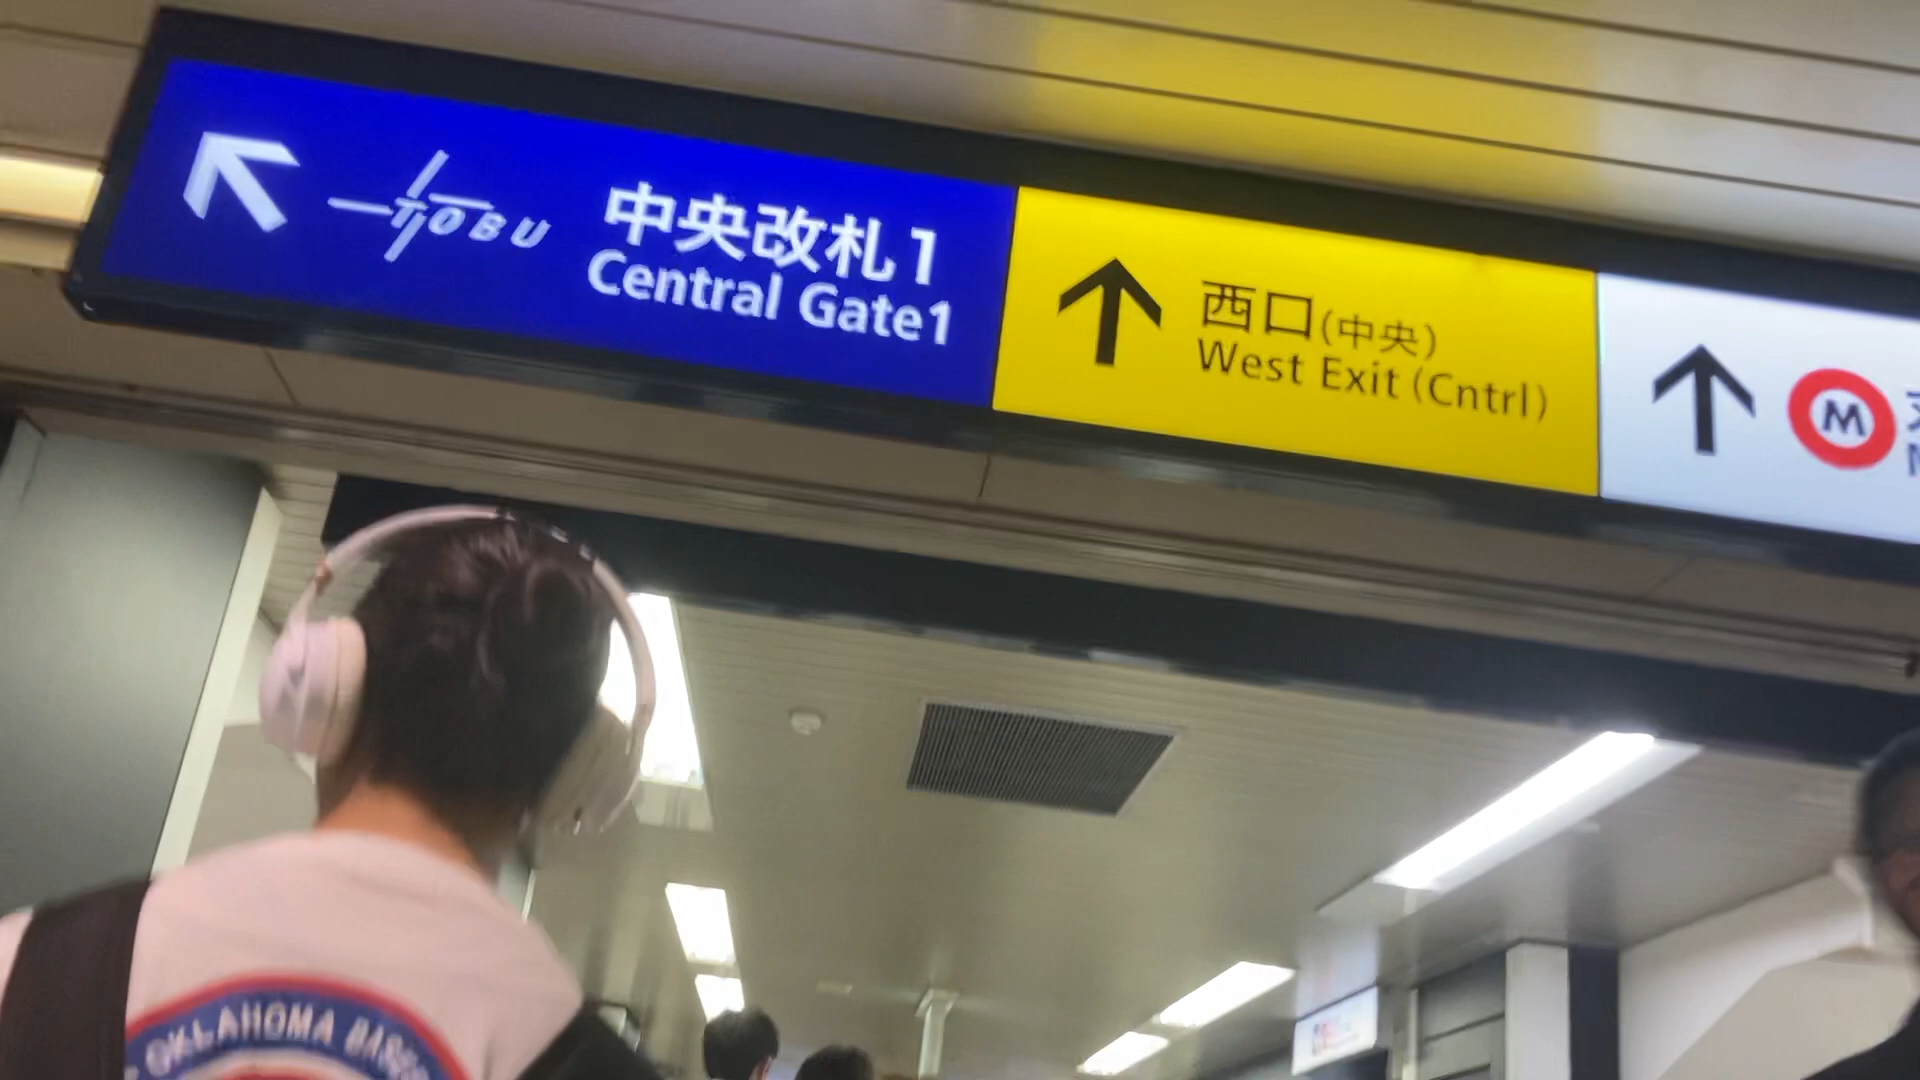 TOBU
中央改札1
Central Gate1
西口(中央)
West Exit (Cntrl)
M
OKLAHOMA